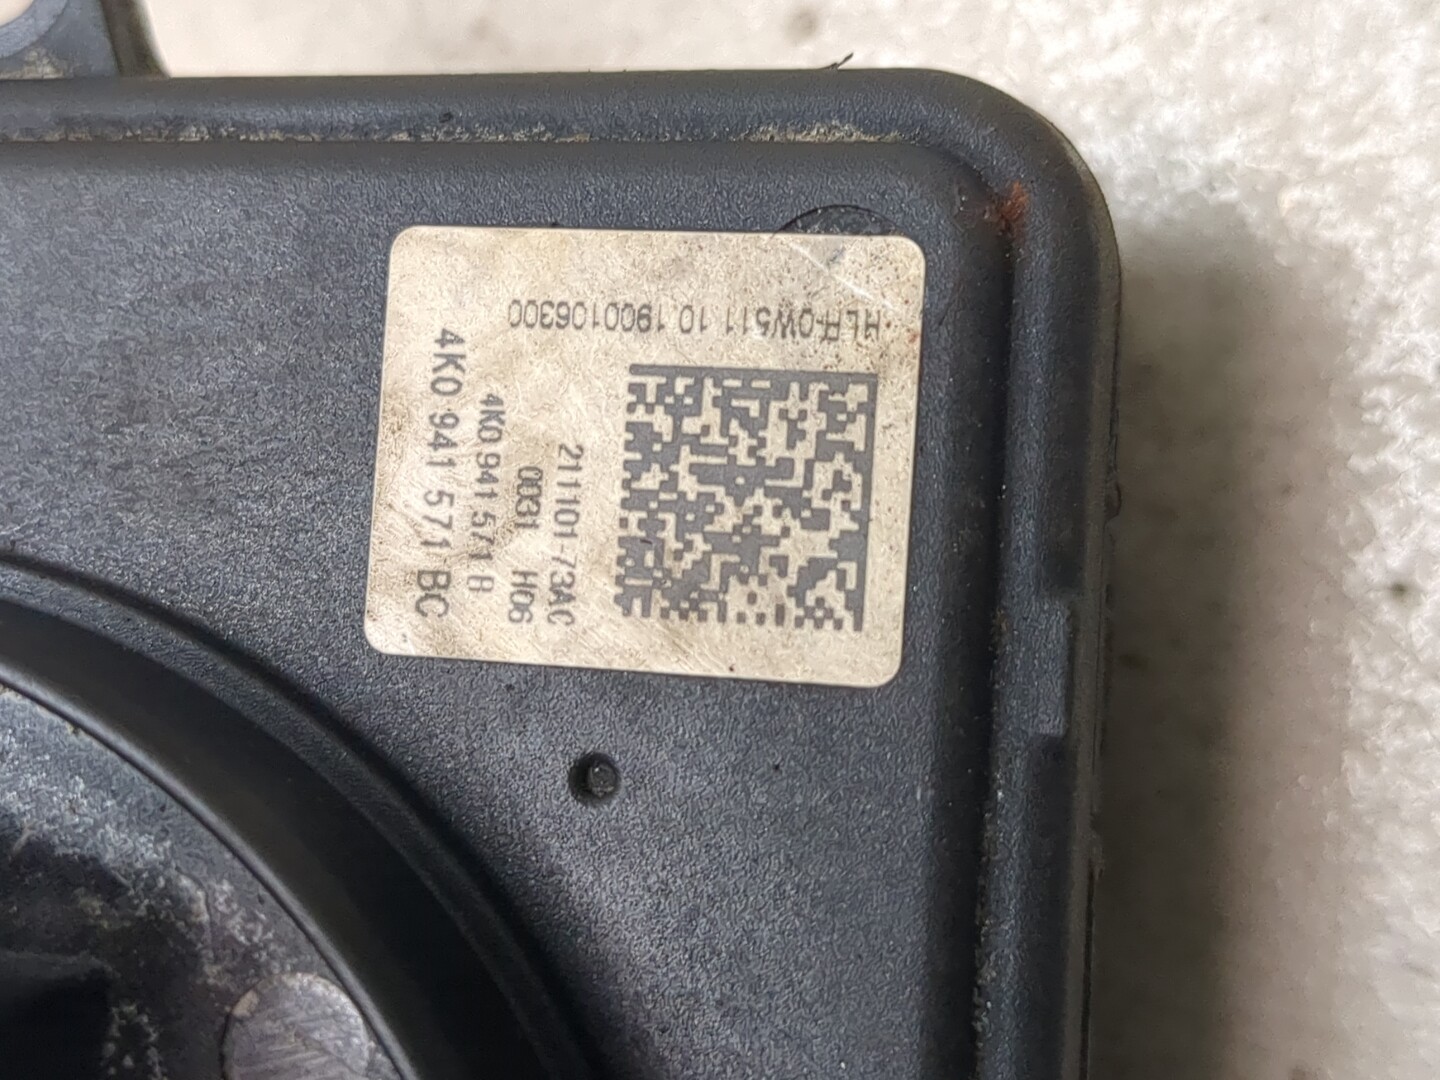 HLR-0W511 10.1900106300
211101-73AC
0031 H06
4K0.941.571 B
4K0 941 571 BC